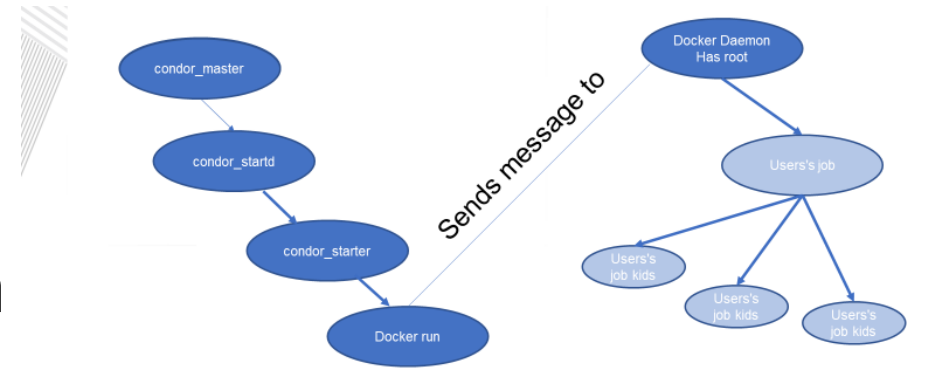 condor_master
condor_startd
condor_starter
Docker run
Sends message to
Docker Daemon
Has root
Users's job
Users's
job kids
Users's
job kids
Users's
job kids